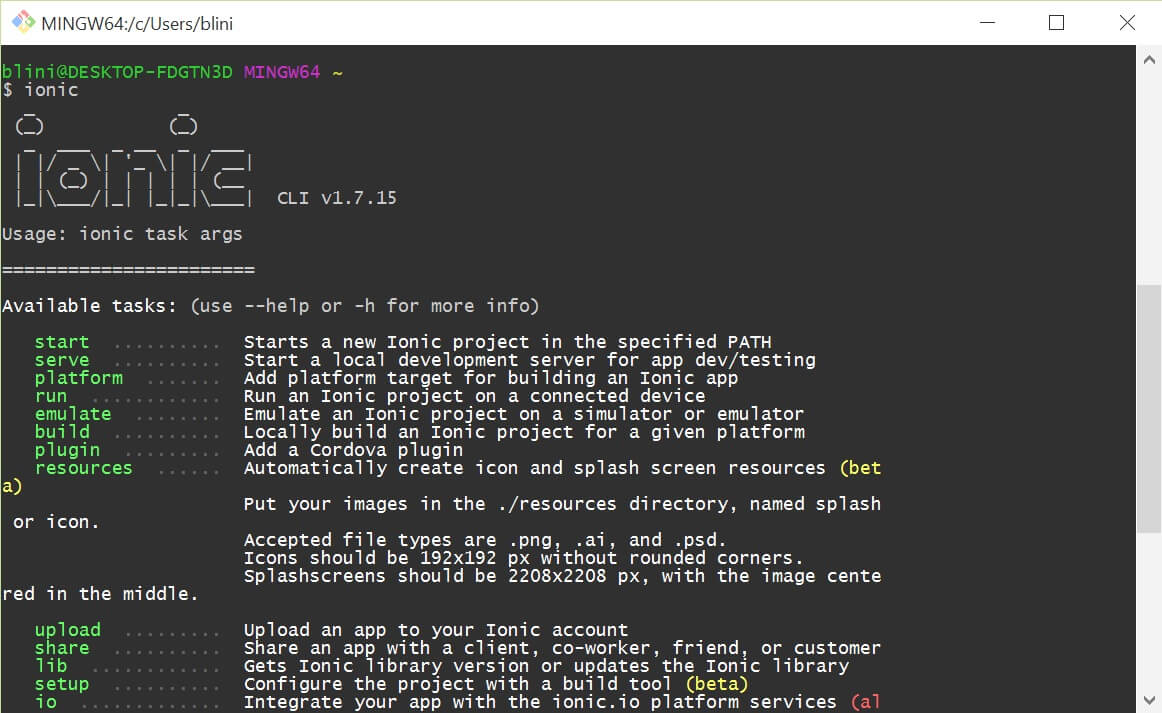 MINGW64:/c/Users/blini
blini@DESKTOP-FDGTN3D MINGW64 ~
$ ionic
ionic CLI v1.7.15
Usage: ionic task args
=======================
Available tasks: (use --help or -h for more info)
start .......... Starts a new Ionic project in the specified PATH
serve .......... Start a local development server for app dev/testing
platform ....... Add platform target for building an Ionic app
run ............ Run an Ionic project on a connected device
emulate ........ Emulate an Ionic project on a simulator or emulator
build .......... Locally build an Ionic project for a given platform
plugin ......... Add a Cordova plugin
resources ...... Automatically create icon and splash screen resources (bet
a)
Put your images in the ./resources directory, named splash
or icon.
Accepted file types are .png, .ai, and .psd.
Icons should be 192x192 px without rounded corners.
Splashscreens should be 2208x2208 px, with the image cente
red in the middle.
upload ......... Upload an app to your Ionic account
share .......... Share an app with a client, co-worker, friend, or customer
lib ............ Gets Ionic library version or updates the Ionic library
setup .......... Configure the project with a build tool (beta)
io ............. Integrate your app with the ionic.io platform services (al